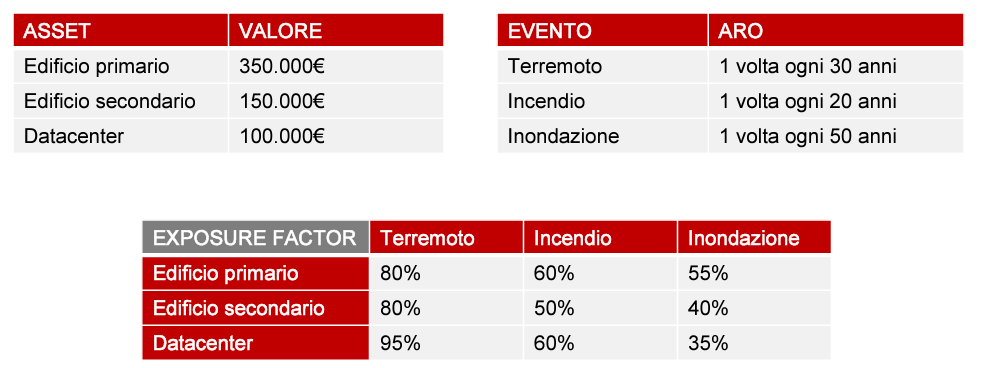 ASSET VALORE
Edificio primario 350.000€
Edificio secondario 150.000€
Datacenter 100.000€
EVENTO ARO
Terremoto 1 volta ogni 30 anni
Incendio 1 volta ogni 20 anni
Inondazione 1 volta ogni 50 anni
EXPOSURE FACTOR Terremoto Incendio Inondazione
Edificio primario 80% 60% 55%
Edificio secondario 80% 50% 40%
Datacenter 95% 60% 35%